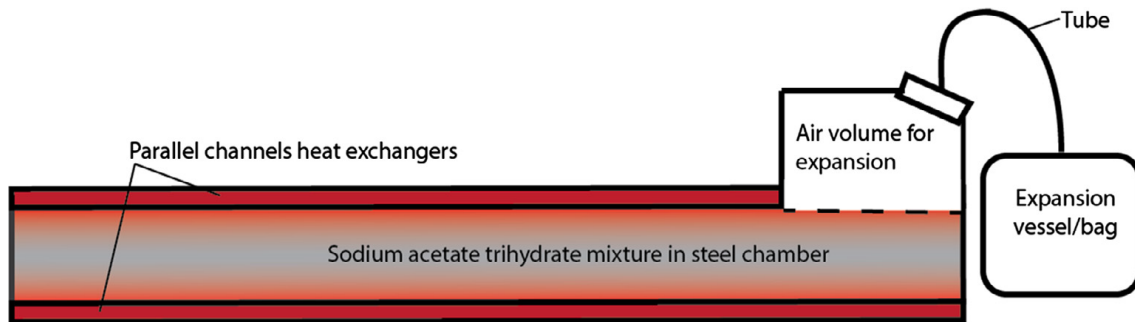 Tube
Air volume for
expansion
Parallel channels heat exchangers
Expansion
vessel/bag
Sodium acetate trihydrate mixture in steel chamber